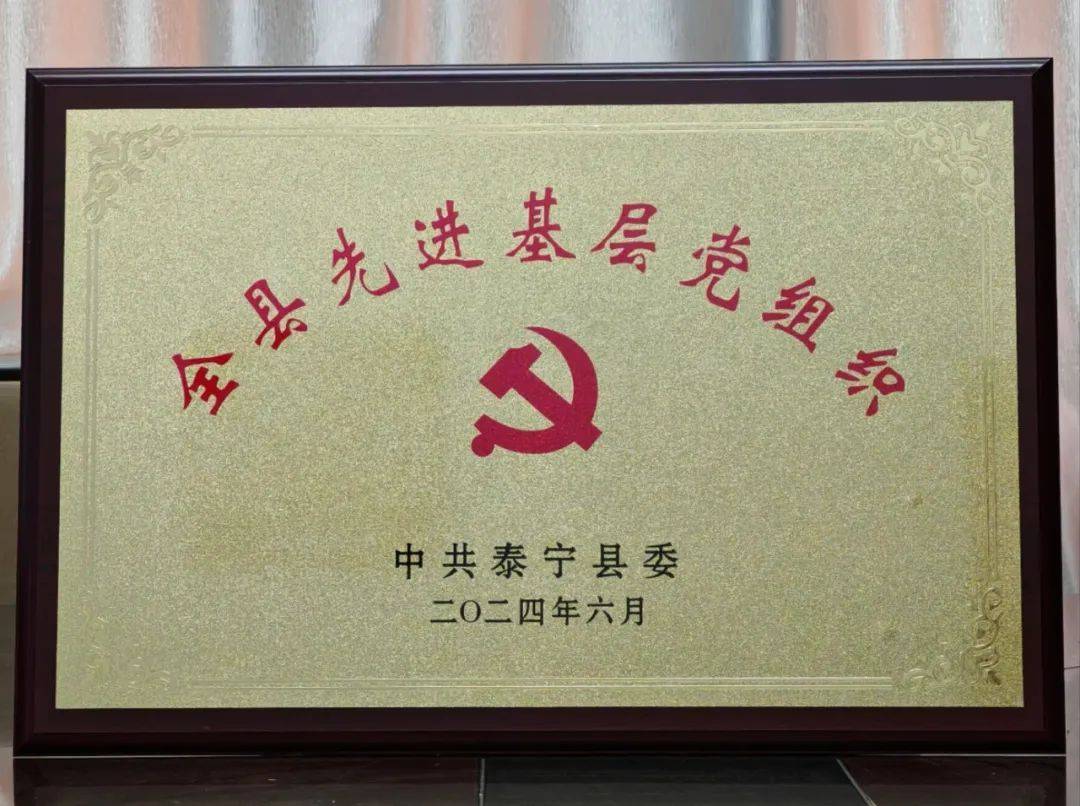 全县先进基层党组织
中共泰宁县委
二〇二四年六月